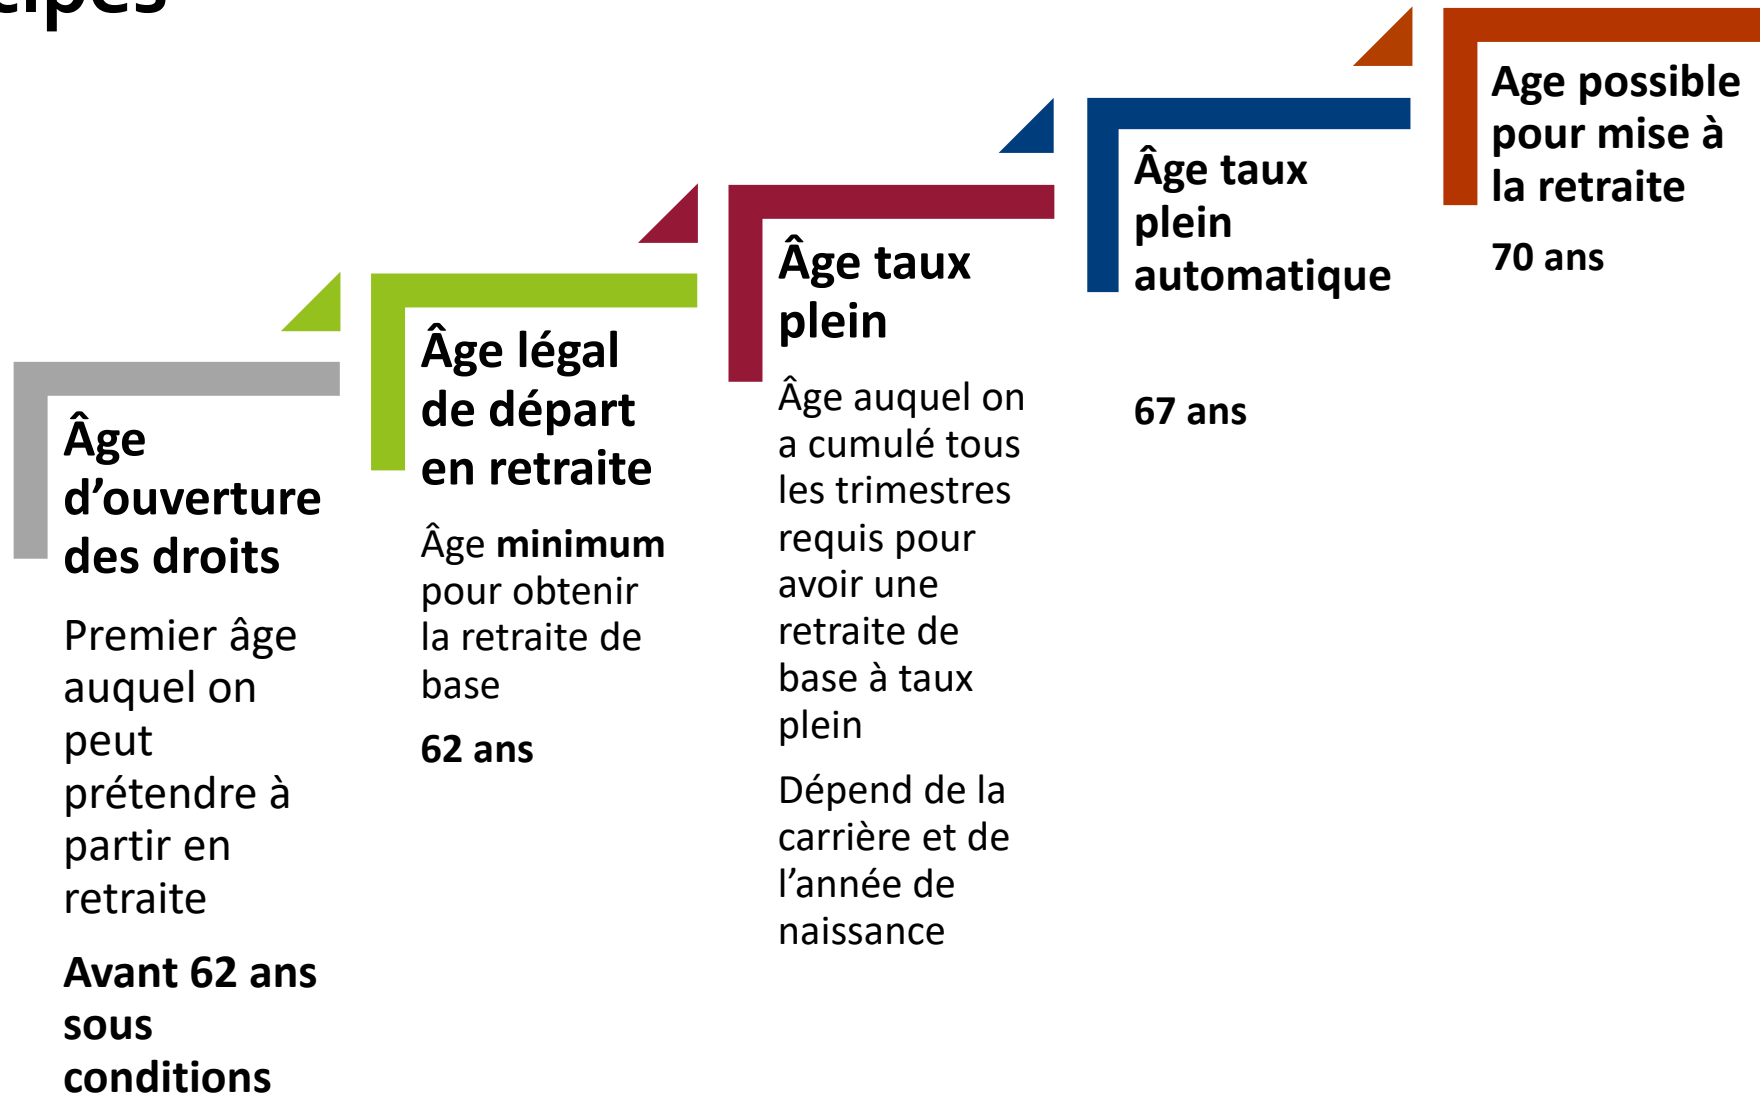 Âge
d’ouverture
des droits
Premier âge
auquel on
peut
prétendre à
partir en
retraite
Avant 62 ans
sous
conditions
Âge légal
de départ
en retraite
Âge minimum
pour obtenir
la retraite de
base
62 ans
Âge taux
plein
Âge auquel on
a cumulé tous
les trimestres
requis pour
avoir une
retraite de
base à taux
plein
Dépend de la
carrière et de
l’année de
naissance
Âge taux
plein
automatique
67 ans
Age possible
pour mise à
la retraite
70 ans